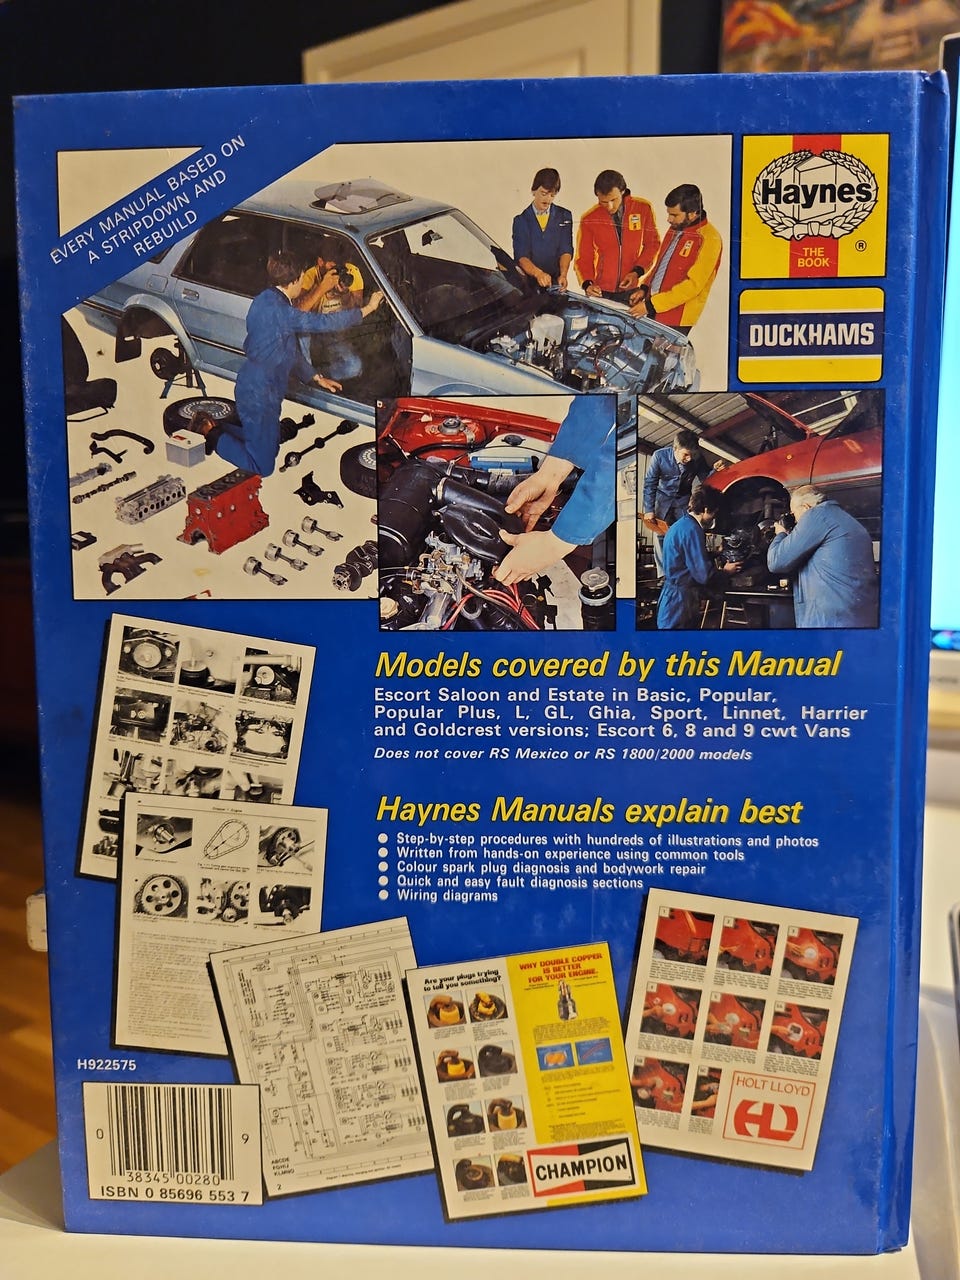 EVERY MANUAL BASED ON
A STRIPDOWN AND
REBUILD
Haynes
®
THE
BOOK
DUCKHAMS
Models covered by this Manual
Escort Saloon and Estate in Basic, Popular,
Popular Plus, L, GL, Ghia, Sport, Linnet, Harrier
and Goldcrest versions; Escort 6, 8 and 9 cwt Vans
Does not cover RS Mexico or RS 1800/2000 models
Haynes Manuals explain best
Step-by-step procedures with hundreds of illustrations and photos
Written from hands-on experience using common tools
Colour spark plug diagnosis and bodywork repair
Quick and easy fault diagnosis sections
Wiring diagrams
Are your plugs trying
to tell you something?
WHY DOUBLE COPPER
IS BETTER
FOR YOUR ENGINE.
CHAMPION
HOLT LLOYD
H922575
0 38345 00280 9
ISBN 0 85696 553 7
2